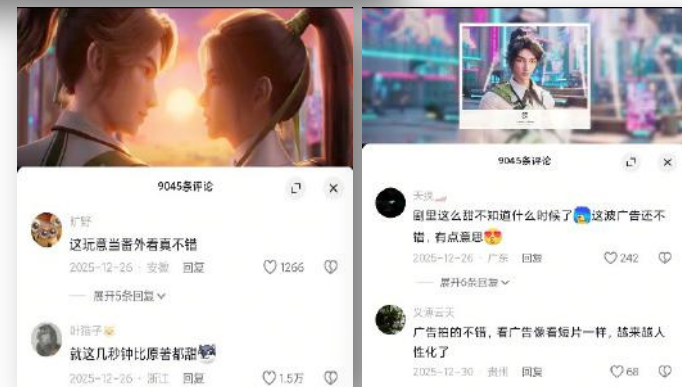 9045条评论
旷野
这玩意当番外看真不错
2025-12-26 · 安徽 回复
1266
展开5条回复
叶猫子
就这几秒钟比原著都甜
2025-12-26 · 浙江 回复
1.5万
9045条评论
剧里这么甜不知道什么时候了这波广告还不
错，有点意思
2025-12-26 · 广东 回复
242
展开6条回复
义薄云天
广告拍的不错，看广告像看短片一样，越来越人
性化了
2025-12-30 · 贵州 回复
68